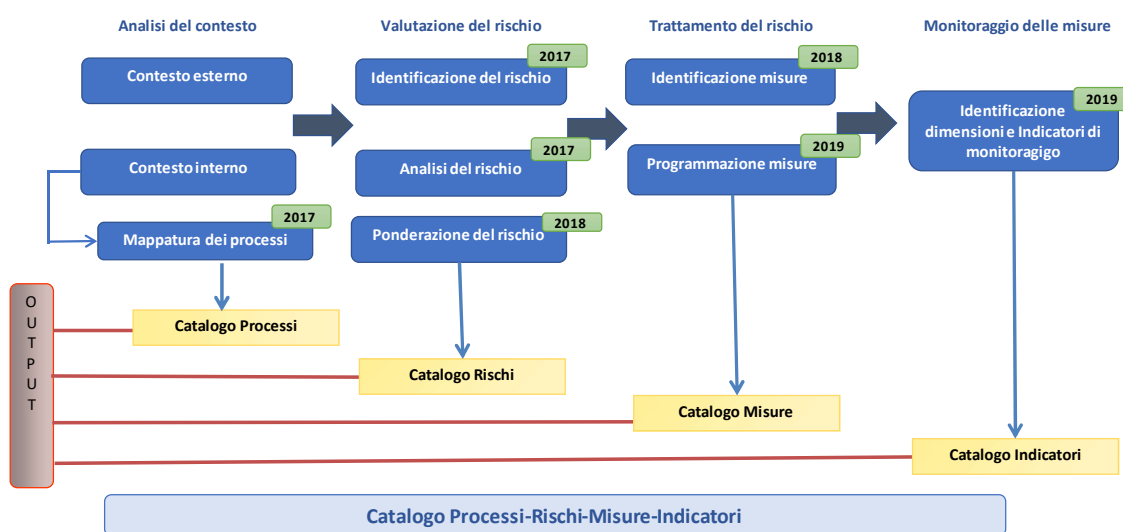 Analisi del contesto
Valutazione del rischio
Trattamento del rischio
Monitoraggio delle misure
2017
2018
Contesto esterno
Identificazione del rischio
Identificazione misure
2019
Identificazione
dimensioni e Indicatori di
monitoragigo
2017
2019
Contesto interno
Analisi del rischio
Programmazione misure
2017
2018
Mappatura dei processi
Ponderazione del rischio
OUTPUT
Catalogo Processi
Catalogo Rischi
Catalogo Misure
Catalogo Indicatori
Catalogo Processi-Rischi-Misure-Indicatori